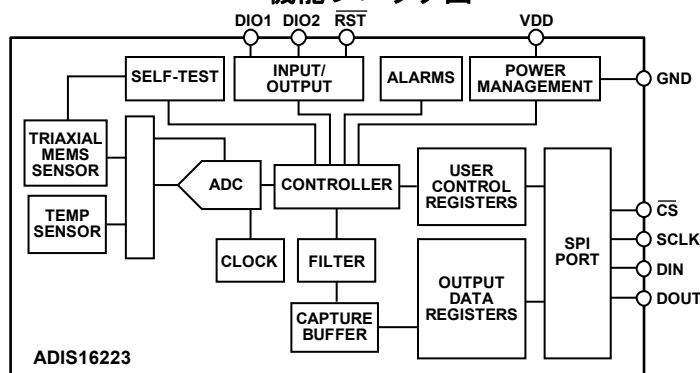 機能ブロック図
DIO1 DIO2 RST VDD
SELF-TEST
INPUT/
OUTPUT
ALARMS
POWER
MANAGEMENT
GND
TRIAXIAL
MEMS
SENSOR
TEMP
SENSOR
ADC
CONTROLLER
CLOCK
FILTER
CAPTURE
BUFFER
USER
CONTROL
REGISTERS
OUTPUT
DATA
REGISTERS
SPI
PORT
CS
SCLK
DIN
DOUT
ADIS16223